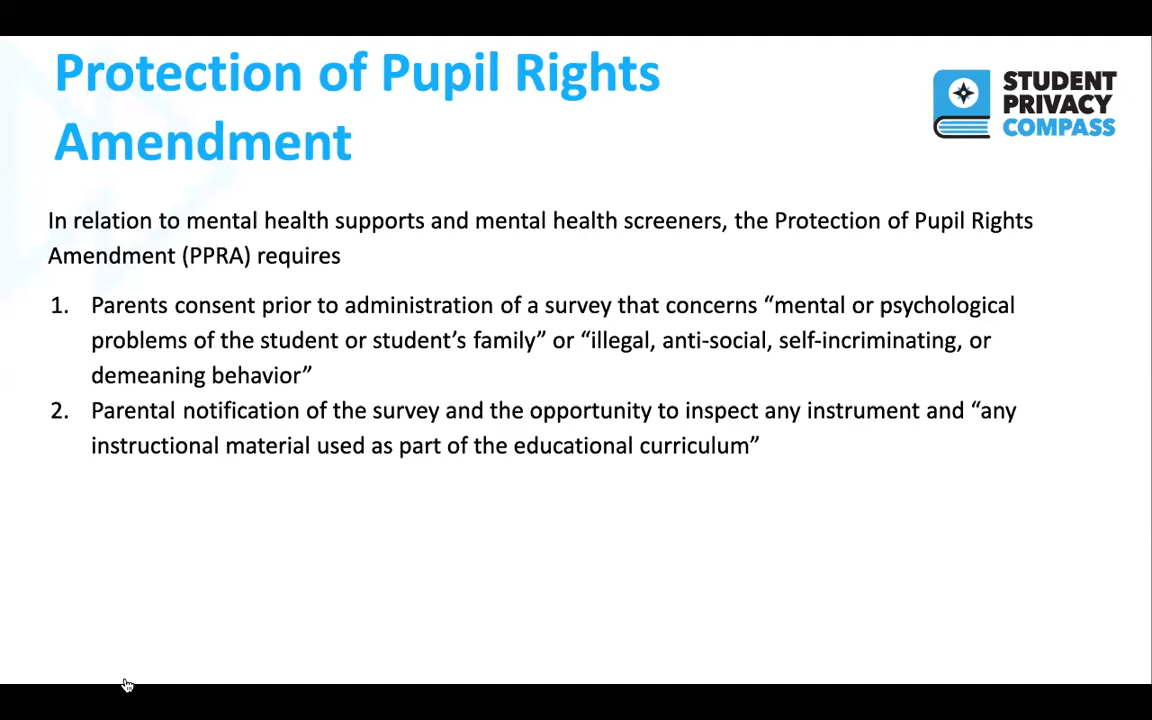 Protection of Pupil Rights
Amendment
STUDENT
PRIVACY
COMPASS
In relation to mental health supports and mental health screeners, the Protection of Pupil Rights
Amendment (PPRA) requires
1. Parents consent prior to administration of a survey that concerns “mental or psychological
problems of the student or student’s family” or “illegal, anti-social, self-incriminating, or
demeaning behavior”
2. Parental notification of the survey and the opportunity to inspect any instrument and “any
instructional material used as part of the educational curriculum”